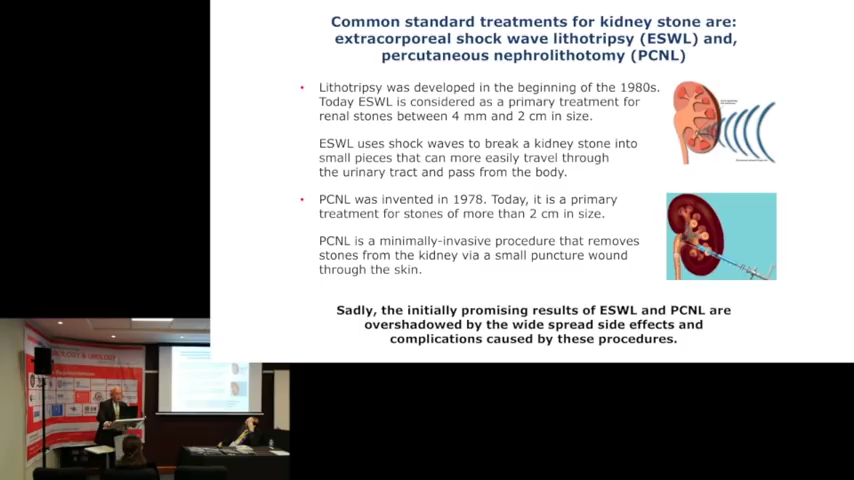 Common standard treatments for kidney stone are:
extracorporeal shock wave lithotripsy (ESWL) and,
percutaneous nephrolithotomy (PCNL)
• Lithotripsy was developed in the beginning of the 1980s.
Today ESWL is considered as a primary treatment for
renal stones between 4 mm and 2 cm in size.
ESWL uses shock waves to break a kidney stone into
small pieces that can more easily travel through
the urinary tract and pass from the body.
• PCNL was invented in 1978. Today, it is a primary
treatment for stones of more than 2 cm in size.
PCNL is a minimally-invasive procedure that removes
stones from the kidney via a small puncture wound
through the skin.
Sadly, the initially promising results of ESWL and PCNL are
overshadowed by the wide spread side effects and
complications caused by these procedures.
& UROLOGY